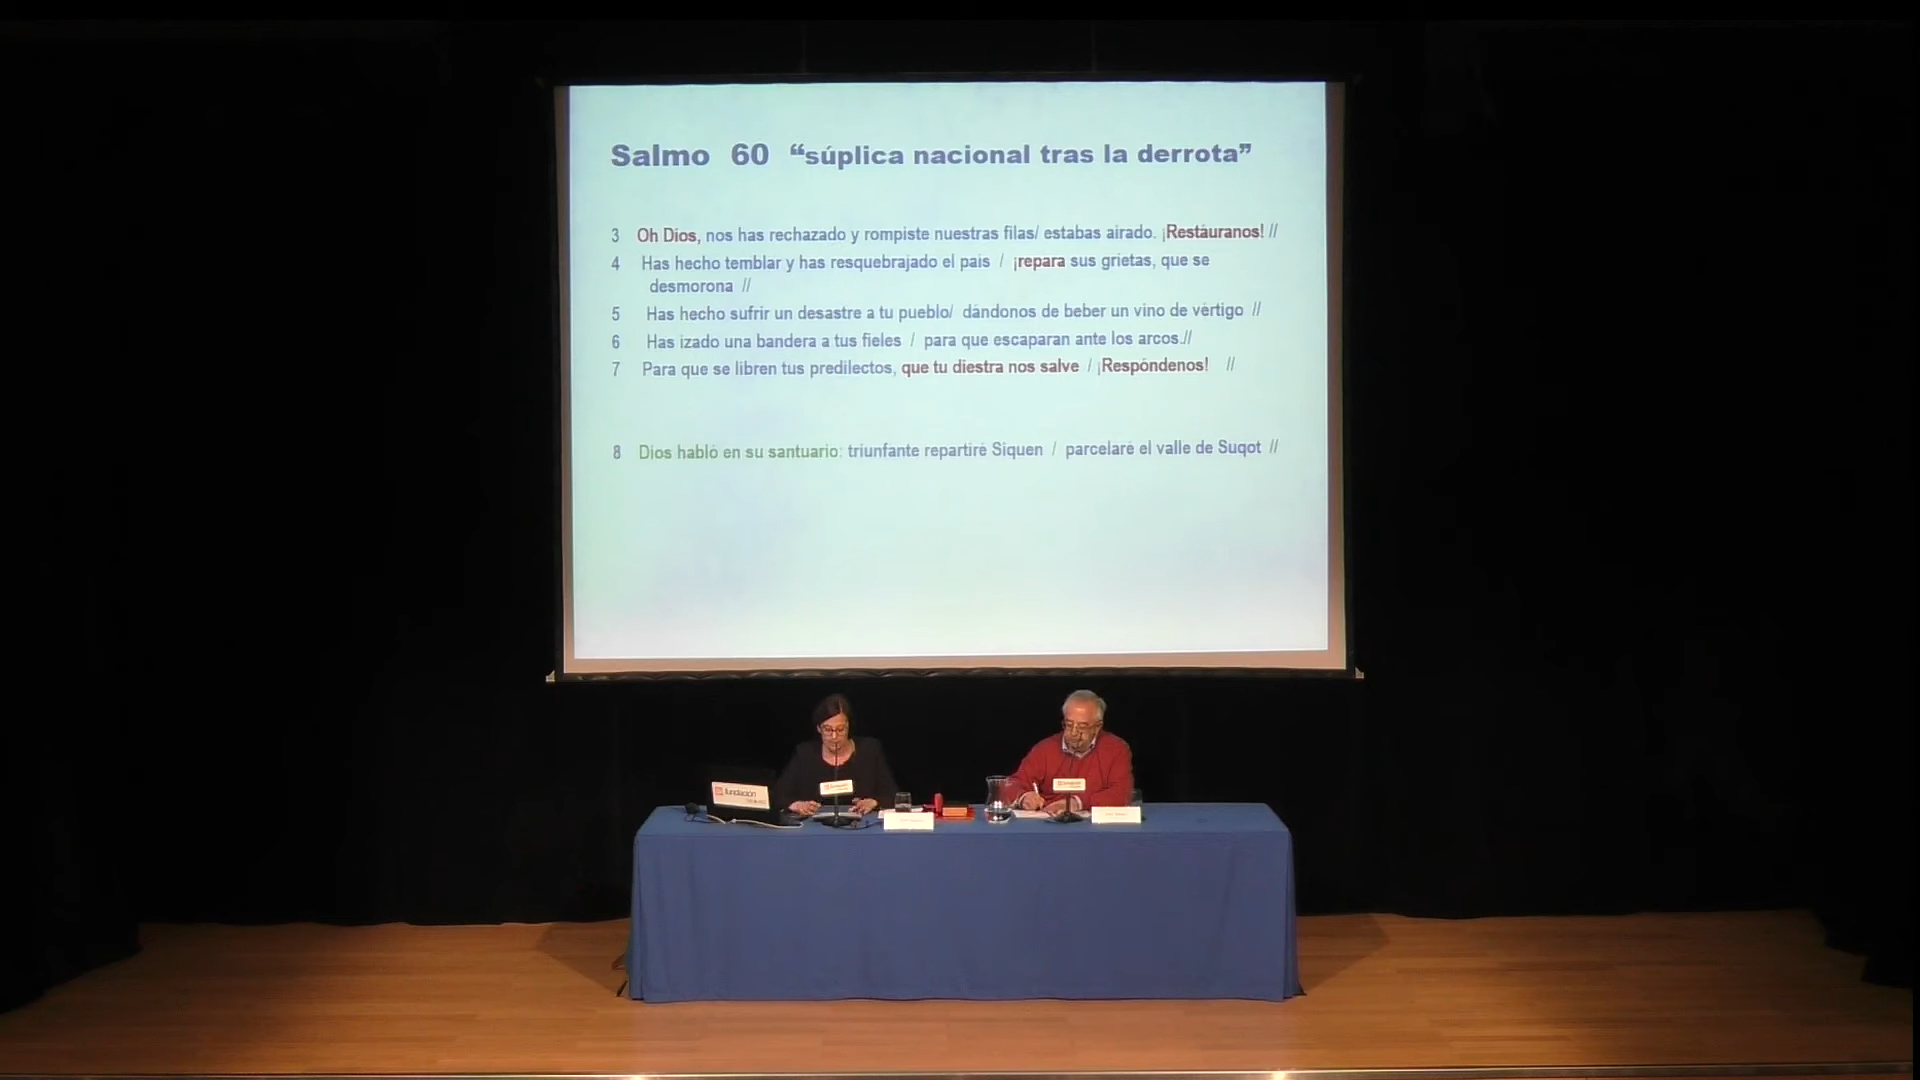 Salmo 60 “súplica nacional tras la derrota”
3 Oh Dios, nos has rechazado y rompiste nuestras filas/ estabas airado. ¡Restáuranos! //
4 Has hecho temblar y has resquebrajado el país / ¡repara sus grietas, que se
desmorona //
5 Has hecho sufrir un desastre a tu pueblo/ dándonos de beber un vino de vértigo //
6 Has izado una bandera a tus fieles / para que escaparan ante los arcos.//
7 Para que se libren tus predilectos, que tu diestra nos salve / ¡Respóndenos! //
8 Dios habló en su santuario: triunfante repartiré Siquen / parcelaré el valle de Suqot //
fundación